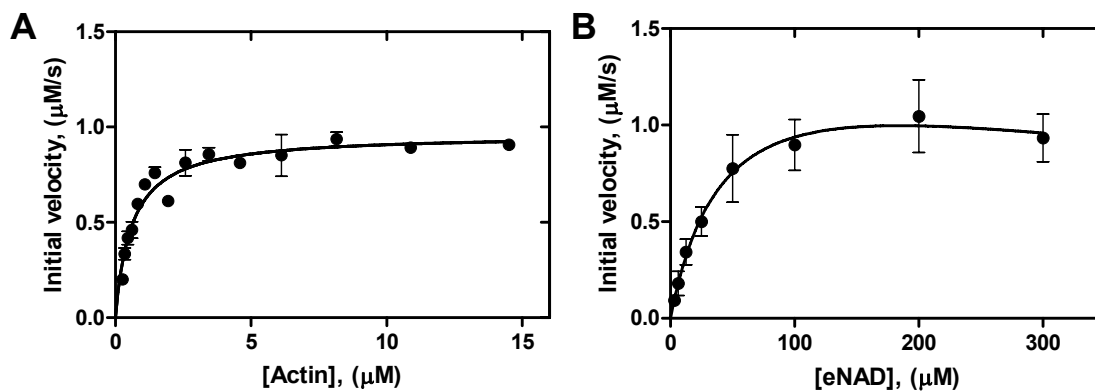 A
Initial velocity, (μM/s)
1.5
1.0
0.5
0.0
0
5
10
15
[Actin], (μM)
B
Initial velocity, (μM/s)
1.5
1.0
0.5
0.0
0
100
200
300
[eNAD], (μM)